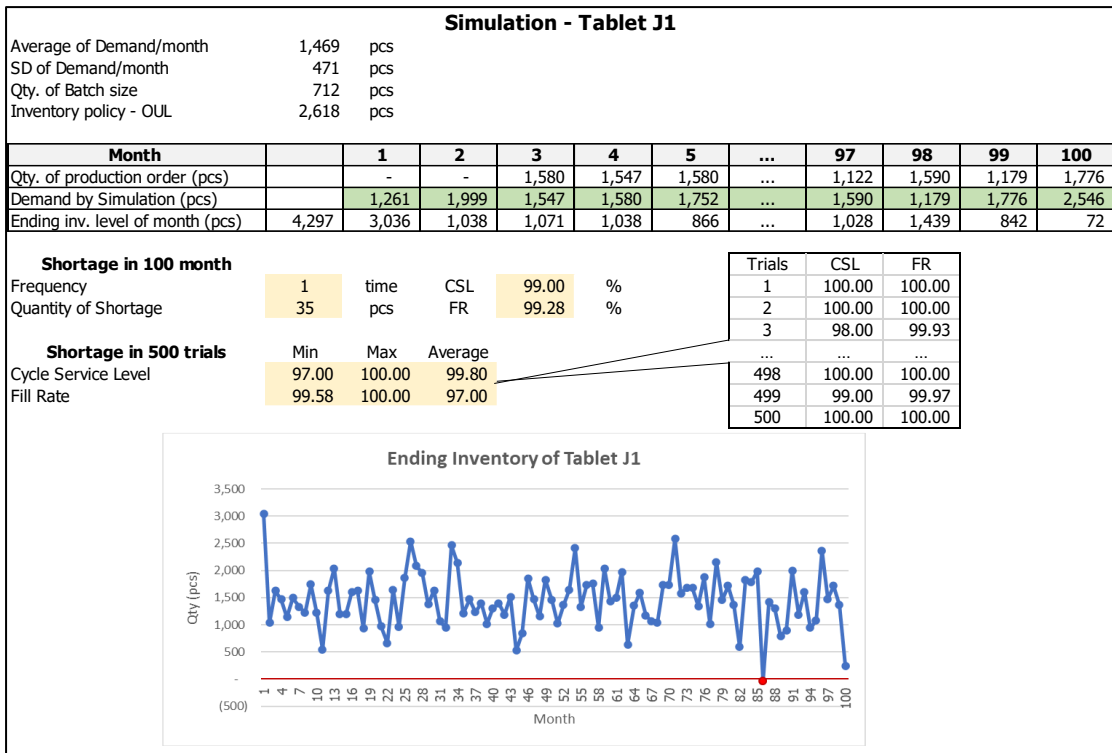 Simulation - Tablet J1
Average of Demand/month 1,469 pcs
SD of Demand/month 471 pcs
Qty. of Batch size 712 pcs
Inventory policy - OUL 2,618 pcs
Month 1 2 3 4 5 ... 97 98 99 100
Qty. of production order (pcs) - - 1,580 1,547 1,580 ... 1,122 1,590 1,179 1,776
Demand by Simulation (pcs) 1,261 1,999 1,547 1,580 1,752 ... 1,590 1,179 1,776 2,546
Ending inv. level of month (pcs) 4,297 3,036 1,038 1,071 1,038 866 ... 1,028 1,439 842 72
Shortage in 100 month
Frequency 1 time CSL 99.00 %
Quantity of Shortage 35 pcs FR 99.28 %
Shortage in 500 trials Min Max Average
Cycle Service Level 97.00 100.00 99.80
Fill Rate 99.58 100.00 97.00
Trials CSL FR
1 100.00 100.00
2 100.00 100.00
3 98.00 99.93
... ... ...
498 100.00 100.00
499 99.00 99.97
500 100.00 100.00
Ending Inventory of Tablet J1
Qty (pcs)
3,500
3,000
2,500
2,000
1,500
1,000
500
-
(500)
1 4 7 10 13 16 19 22 25 28 31 34 37 40 43 46 49 52 55 58 61 64 67 70 73 76 79 82 85 88 91 94 97 100
Month